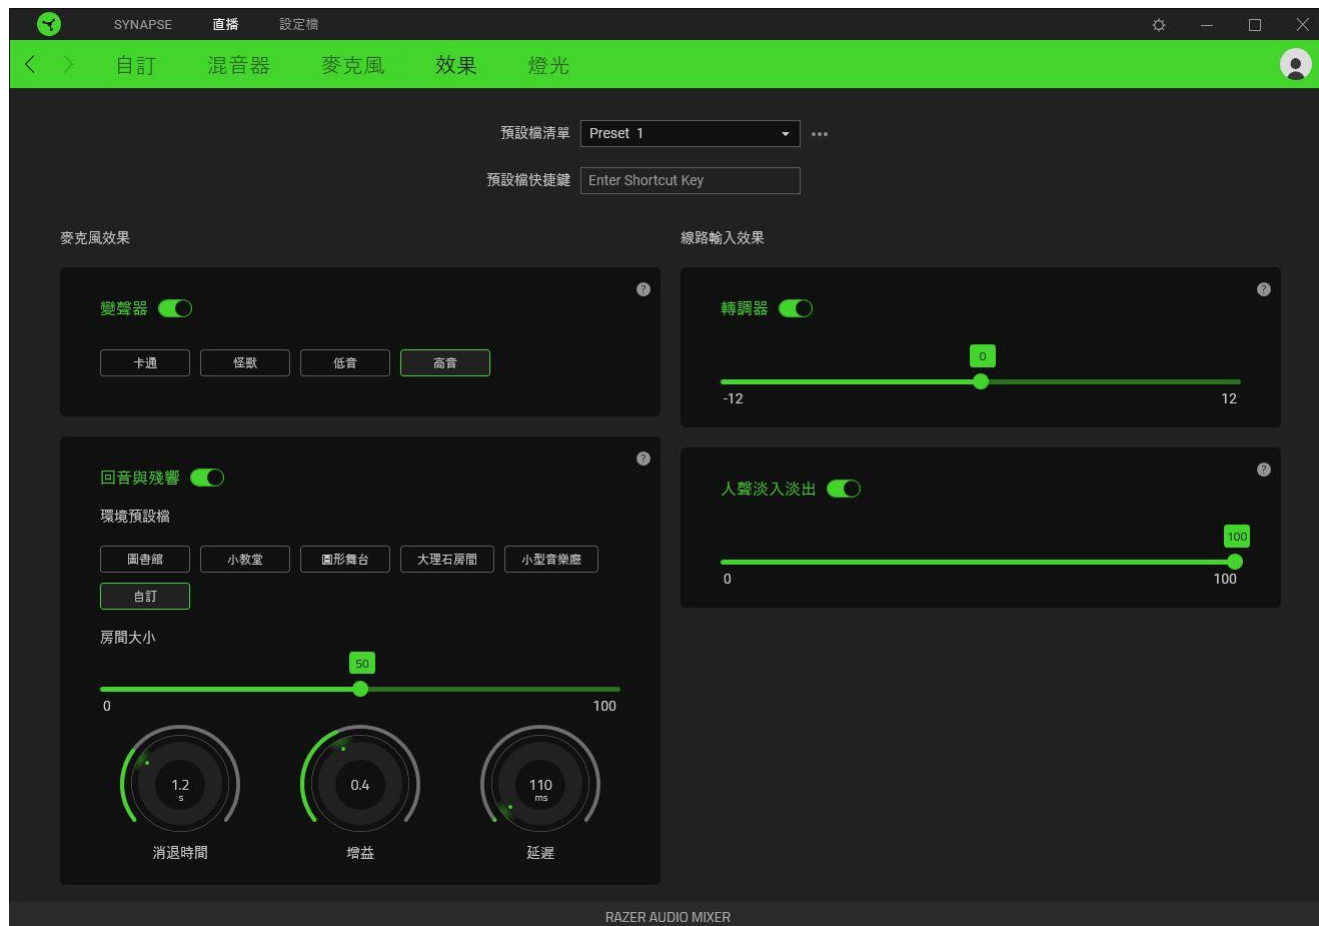 SYNAPSE 直播 設定檔
自訂 混音器 麥克風 效果 燈光
預設檔清單 Preset 1
預設檔快捷鍵 Enter Shortcut Key
麥克風效果
變聲器
卡通 怪獸 低音 高音
回音與殘響
環境預設檔
圖書館 小教堂 圓形舞台 大理石房間 小型音樂廳
自訂
房間大小
50
0 100
1.2 s
0.4
110 ms
消退時間 增益 延遲
線路輸入效果
轉調器
0
-12 12
人聲淡入淡出
100
0 100
RAZER AUDIO MIXER